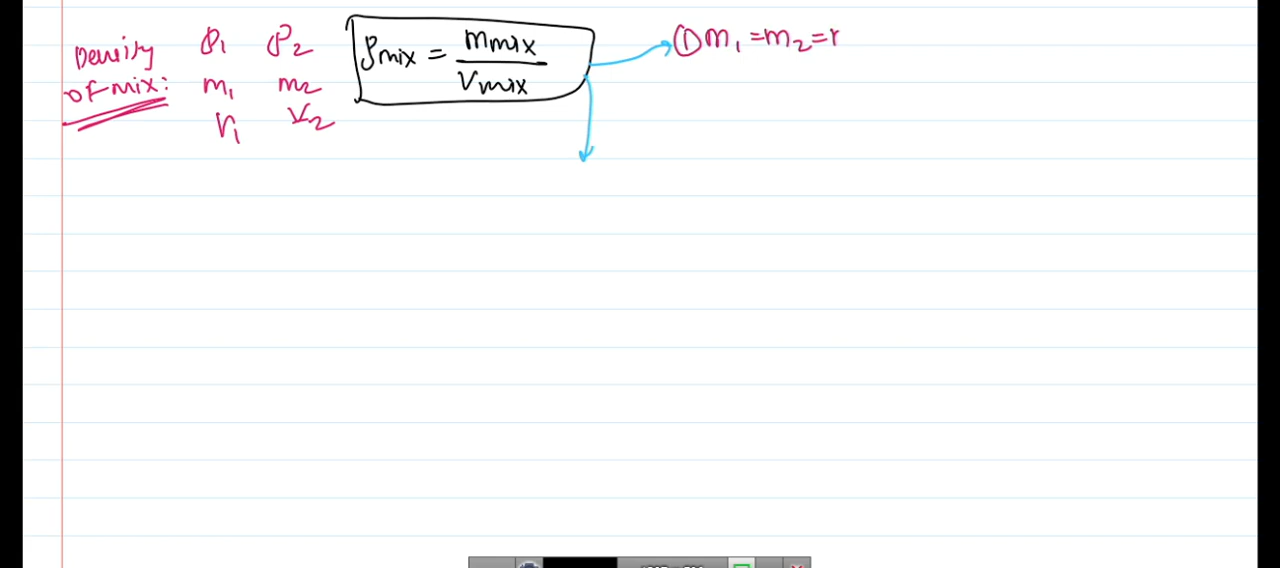 Density ρ1 ρ2 ρmix = mmix / Vmix ① m1 = m2 =
of mix: m1 m2
V1 V2